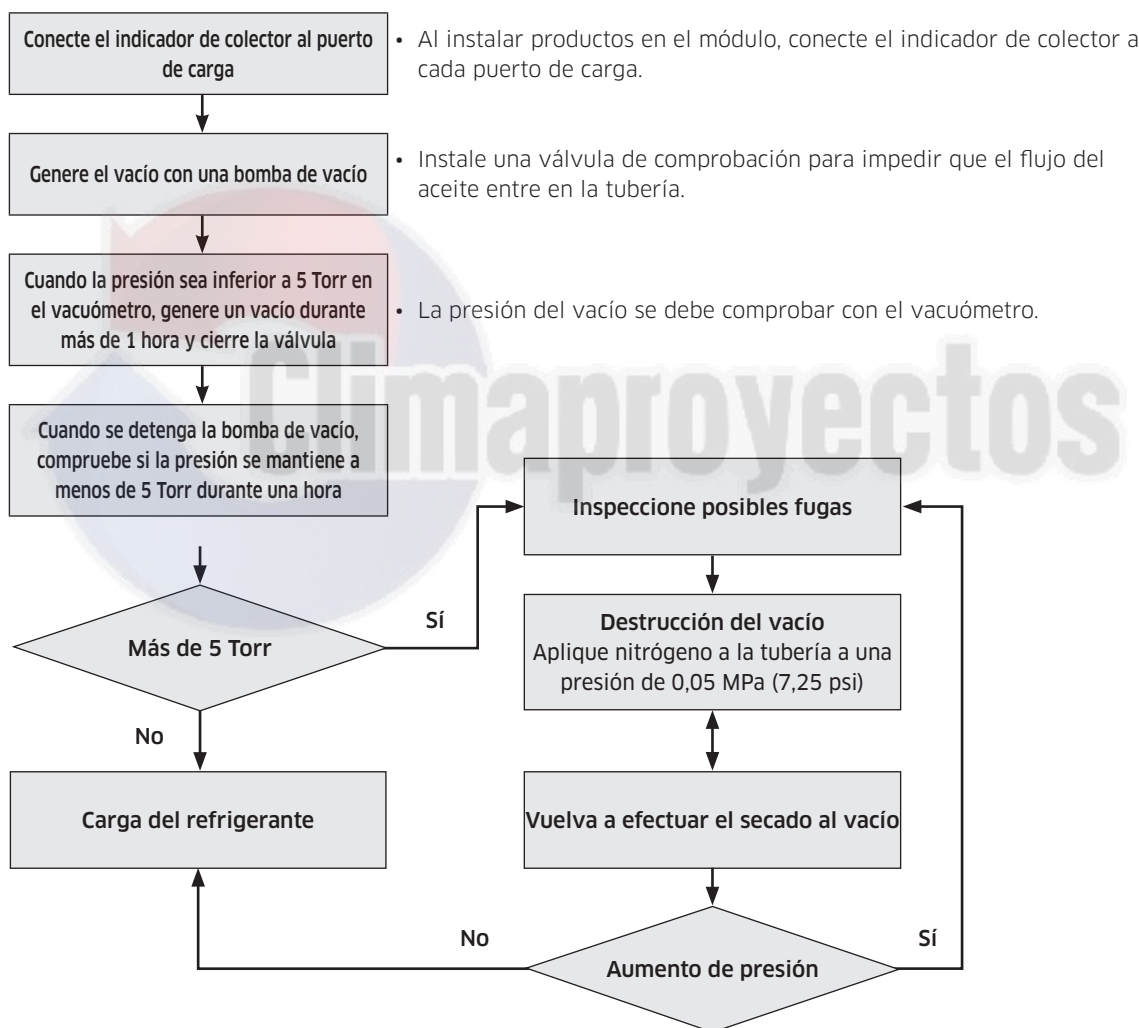 Conecte el indicador de colector al puerto
de carga
• Al instalar productos en el módulo, conecte el indicador de colector a
cada puerto de carga.
Genere el vacío con una bomba de vacío
• Instale una válvula de comprobación para impedir que el flujo del
aceite entre en la tubería.
Cuando la presión sea inferior a 5 Torr en
el vacuómetro, genere un vacío durante
más de 1 hora y cierre la válvula
• La presión del vacío se debe comprobar con el vacuómetro.
Climaproyectos
Cuando se detenga la bomba de vacío,
compruebe si la presión se mantiene a
menos de 5 Torr durante una hora
Inspeccione posibles fugas
Más de 5 Torr
Sí
Destrucción del vacío
Aplique nitrógeno a la tubería a una
presión de 0,05 MPa (7,25 psi)
No
Carga del refrigerante
Vuelva a efectuar el secado al vacío
No
Sí
Aumento de presión